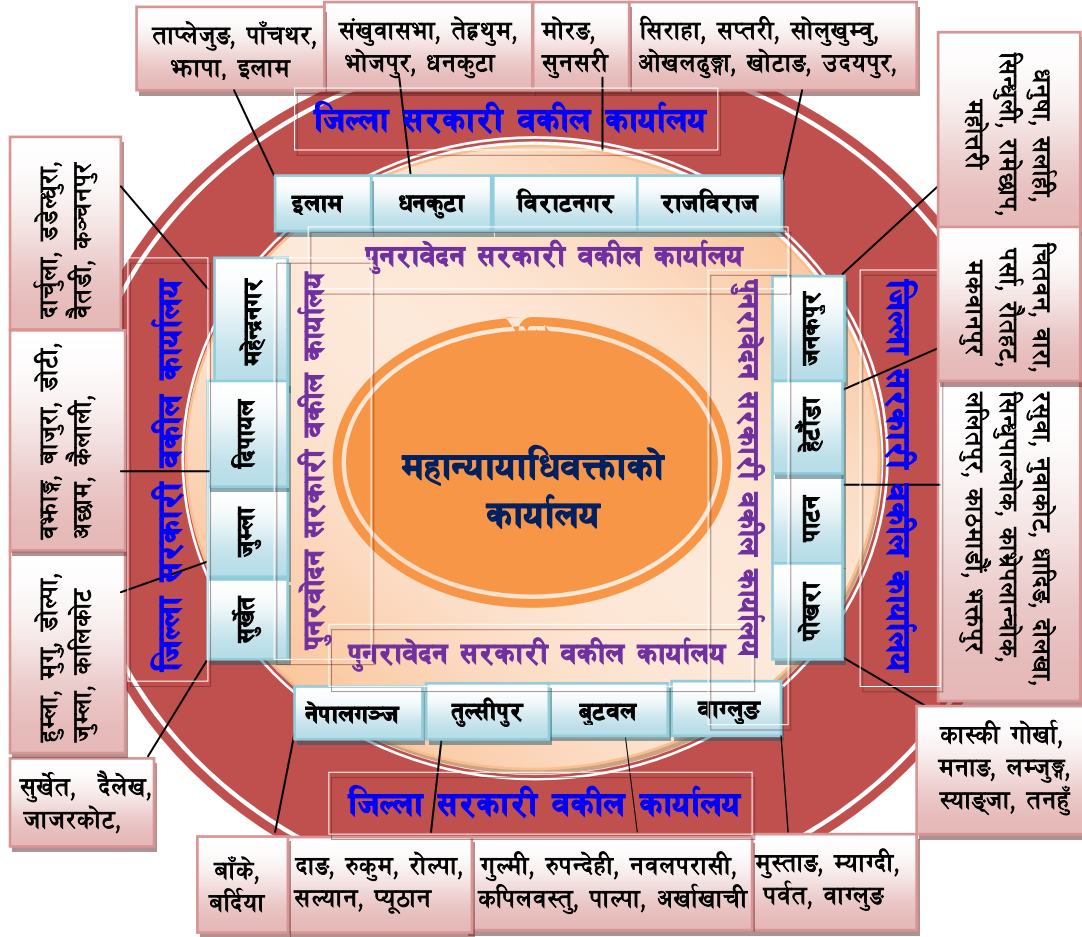 ताप्लेजुङ, पाँचथर,
झापा, इलाम
संखुवासभा, तेह्रथुम,
भोजपुर, धनकुटा
मोरङ,
सुनसरी
सिराहा, सप्तरी, सोलुखुम्वु,
ओखलढुङ्गा, खोटाङ, उदयपुर,
जिल्ला सरकारी वकील कार्यालय
इलाम
धनकुटा
विराटनगर
राजविराज
पुनरावेदन सरकारी वकील कार्यालय
धनुषा, सर्लाही,
सिन्धुली, रामेछाप,
महोत्तरी
चितवन, वारा,
पर्सा, रौतहट,
मकवानपुर
रसुवा, नुवाकोट, धादिङ, दोलखा,
सिन्धुपाल्चोक, काभ्रेपलान्चोक,
ललितपुर, काठमाडौं, भक्तपुर
जिल्ला सरकारी वकील कार्यालय
जनकपुर
हेटौंडा
पाटन
पोखरा
पुनरावेदन सरकारी वकील कार्यालय
महान्यायाधिवक्ताको
कार्यालय
दार्चुला, डडेल्धुरा,
वैतडी, कञ्चनपुर
वझाङ्ग, बाजुरा, डोटी,
अछाम, कैलाली,
हुम्ला, मुगु, डोल्पा,
जुम्ला, कालिकोट
जिल्ला सरकारी वकील कार्यालय
महेन्द्रनगर
दिपायल
जुम्ला
सुर्खेत
पुनरवोदन सरकारी वकील कार्यालय
पुनरावेदन सरकारी वकील कार्यालय
नेपालगञ्ज
तुल्सीपुर
बुटवल
वाग्लुङ
जिल्ला सरकारी वकील कार्यालय
सुर्खेत, दैलेख,
जाजरकोट,
कास्की गोर्खा,
मनाङ, लम्जुङ्ग,
स्याङ्जा, तनहुँ
बाँके,
बर्दिया
दाङ, रुकुम, रोल्पा,
सल्यान, प्यूठान
गुल्मी, रुपन्देही, नवलपरासी,
कपिलवस्तु, पाल्पा, अर्खाखाची
मुस्ताङ, म्याग्दी,
पर्वत, वाग्लुङ